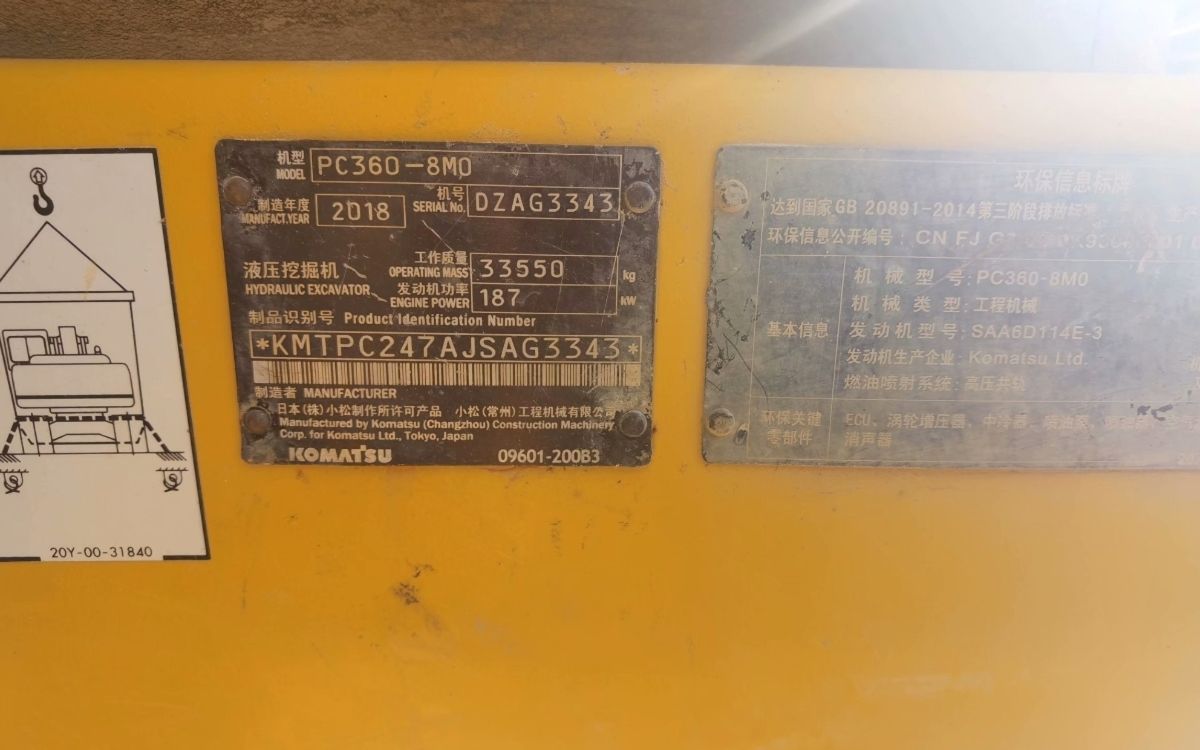 机型
MODEL PC360-8M0
制造年度
MANUFACT.YEAR 2018
机号
SERIAL No. DZAG3343
液压挖掘机
HYDRAULIC EXCAVATOR
工作质量
OPERATING MASS 33550 kg
发动机功率
ENGINE POWER 187 kW
制品识别号 Product Identification Number
*KMTPC247AJSAG3343*
制造者 MANUFACTURER
日本(株)小松制作所许可产品 小松(常州)工程机械有限公司
Manufactured by Komatsu (Changzhou) Construction Machinery
Corp. for Komatsu Ltd., Tokyo, Japan
KOMATSU 09601-200B3
20Y-00-31840
环保信息标牌
达到国家GB 20891-2014第三阶段排放标准
环保信息公开编号: CN FJ
基本信息
机械型号: PC360-8M0
机械类型: 工程机械
发动机型号: SAA6D114E-3
发动机生产企业: Komatsu Ltd.
燃油喷射系统: 高压共轨
环保关键
零部件
ECU、涡轮增压器、中冷器、
消声器